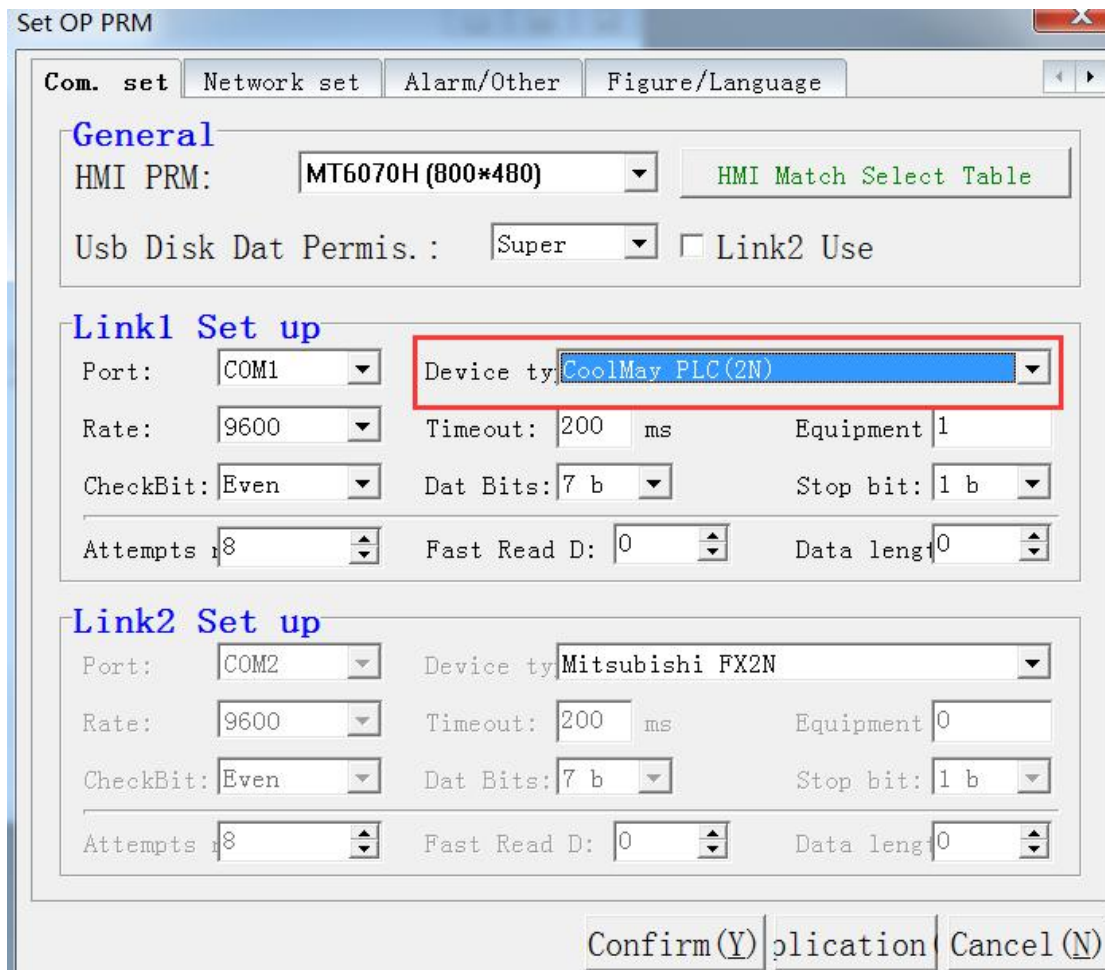 Set OP PRM
Com. set Network set Alarm/Other Figure/Language
General
HMI PRM: MT6070H (800*480) HMI Match Select Table
Usb Disk Dat Permis.: Super Link2 Use
Link1 Set up
Port: COM1 Device ty CoolMay PLC(2N)
Rate: 9600 Timeout: 200 ms Equipment 1
CheckBit: Even Dat Bits: 7 b Stop bit: 1 b
Attempts 8 Fast Read D: 0 Data lengt 0
Link2 Set up
Port: COM2 Device ty Mitsubishi FX2N
Rate: 9600 Timeout: 200 ms Equipment 0
CheckBit: Even Dat Bits: 7 b Stop bit: 1 b
Attempts 8 Fast Read D: 0 Data lengt 0
Confirm(Y) plication( Cancel(N)